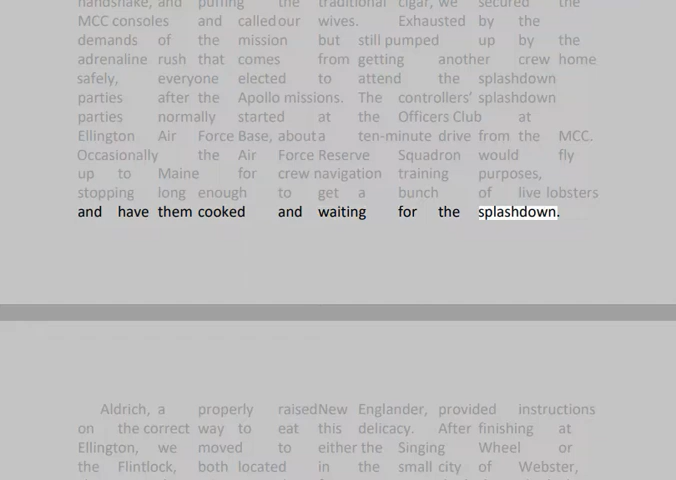 handshake, and puffing the traditional cigar, we secured the
MCC consoles and called our wives. Exhausted by the
demands of the mission but still pumped up by the
adrenaline rush that comes from getting another crew home
safely, everyone elected to attend the splashdown
parties after the Apollo missions. The controllers’ splashdown
parties normally started at the Officers Club at
Ellington Air Force Base, about a ten-minute drive from the MCC.
Occasionally the Air Force Reserve Squadron would fly
up to Maine for crew navigation training purposes,
stopping long enough to get a bunch of live lobsters
and have them cooked and waiting for the splashdown.
Aldrich, a properly raised New Englander, provided instructions
on the correct way to eat this delicacy. After finishing at
Ellington, we moved to either the Singing Wheel or
the Flintlock, both located in the small city of Webster,